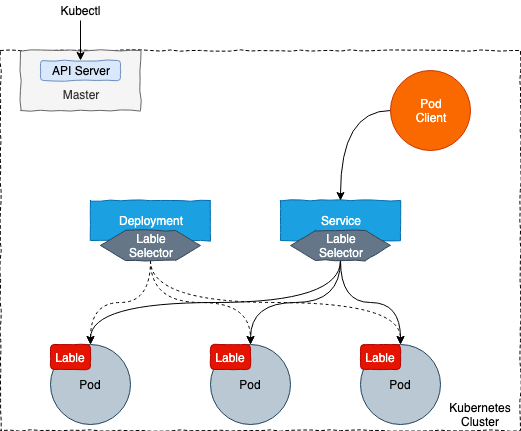 Kubectl
API Server
Master
Pod
Client
Deployment
Lable
Selector
Service
Lable
Selector
Lable
Pod
Lable
Pod
Lable
Pod
Kubernetes
Cluster